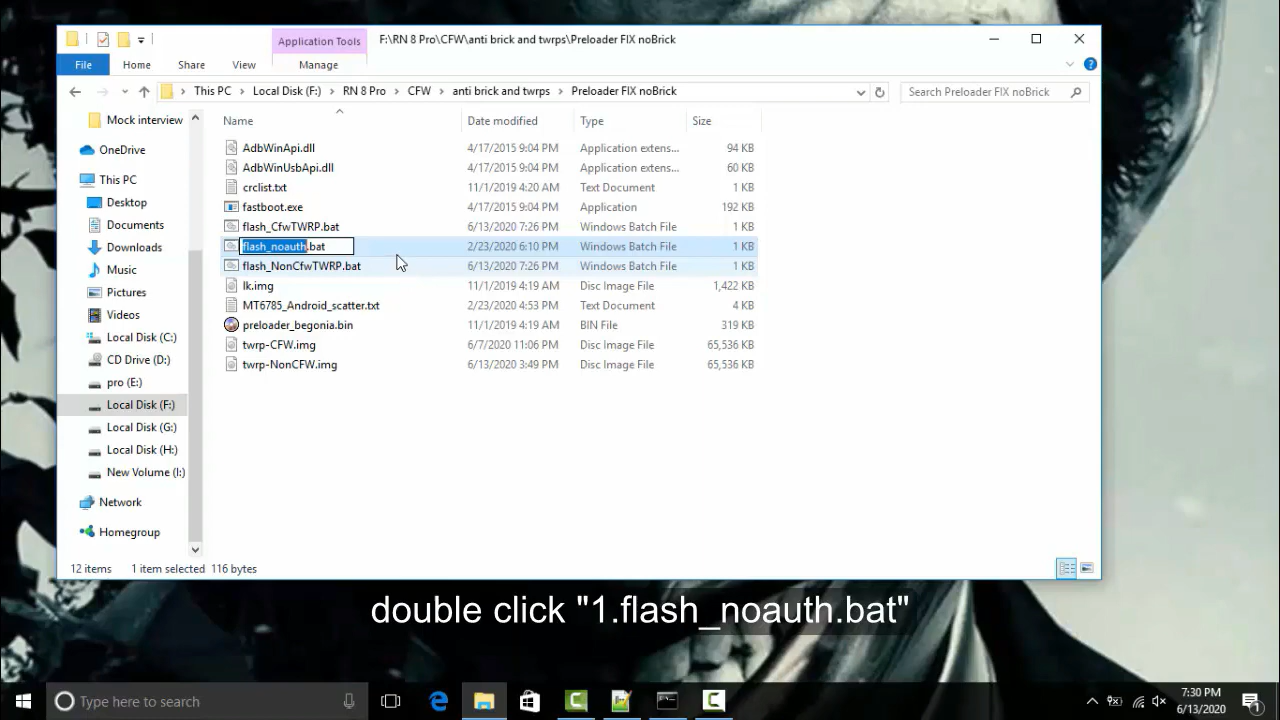 Application Tools
F:\RN 8 Pro\CFW\anti brick and twrps\Preloader FIX noBrick
File Home Share View Manage
This PC Local Disk (F:) RN 8 Pro CFW anti brick and twrps Preloader FIX noBrick
Search Preloader FIX noBrick
Mock interview
OneDrive
This PC
Desktop
Documents
Downloads
Music
Pictures
Videos
Local Disk (C:)
CD Drive (D:)
pro (E:)
Local Disk (F:)
Local Disk (G:)
Local Disk (H:)
New Volume (I:)
Network
Homegroup
Name Date modified Type Size
AdbWinApi.dll 4/17/2015 9:04 PM Application extens... 94 KB
AdbWinUsbApi.dll 4/17/2015 9:04 PM Application extens... 60 KB
crclist.txt 11/1/2019 4:20 AM Text Document 1 KB
fastboot.exe 4/17/2015 9:04 PM Application 192 KB
flash_CfwTWRP.bat 6/13/2020 7:26 PM Windows Batch File 1 KB
flash_noauth.bat 2/23/2020 6:10 PM Windows Batch File 1 KB
flash_NonCfwTWRP.bat 6/13/2020 7:26 PM Windows Batch File 1 KB
lk.img 11/1/2019 4:19 AM Disc Image File 1,422 KB
MT6785_Android_scatter.txt 2/23/2020 4:53 PM Text Document 4 KB
preloader_begonia.bin 11/1/2019 4:19 AM BIN File 319 KB
twrp-CFW.img 6/7/2020 11:06 PM Disc Image File 65,536 KB
twrp-NonCFW.img 6/13/2020 3:49 PM Disc Image File 65,536 KB
12 items 1 item selected 116 bytes
double click "1.flash_noauth.bat"
Type here to search
7:30 PM
6/13/2020
1